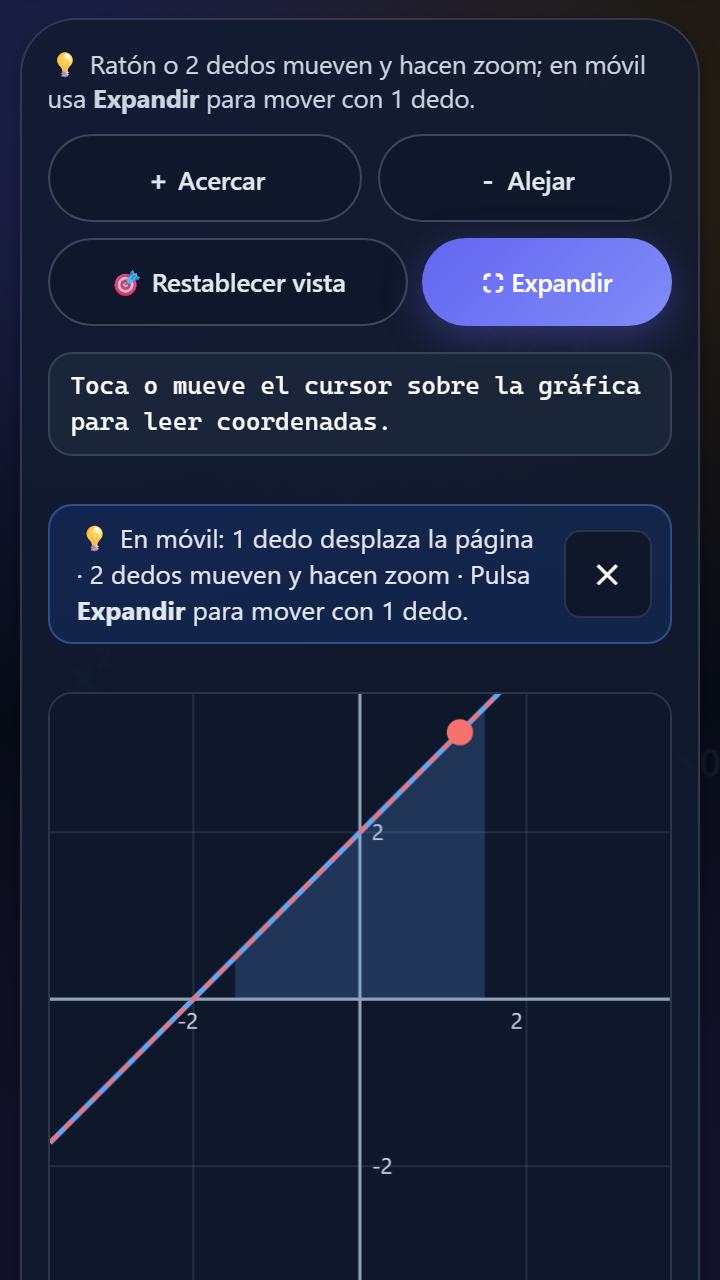 💡 Ratón o 2 dedos mueven y hacen zoom; en móvil
usa Expandir para mover con 1 dedo.
+ Acercar
- Alejar
🎯 Restablecer vista
⛶ Expandir
Toca o mueve el cursor sobre la gráfica
para leer coordenadas.
💡 En móvil: 1 dedo desplaza la página
· 2 dedos mueven y hacen zoom · Pulsa
Expandir para mover con 1 dedo.
✕
2
-2
2
-2